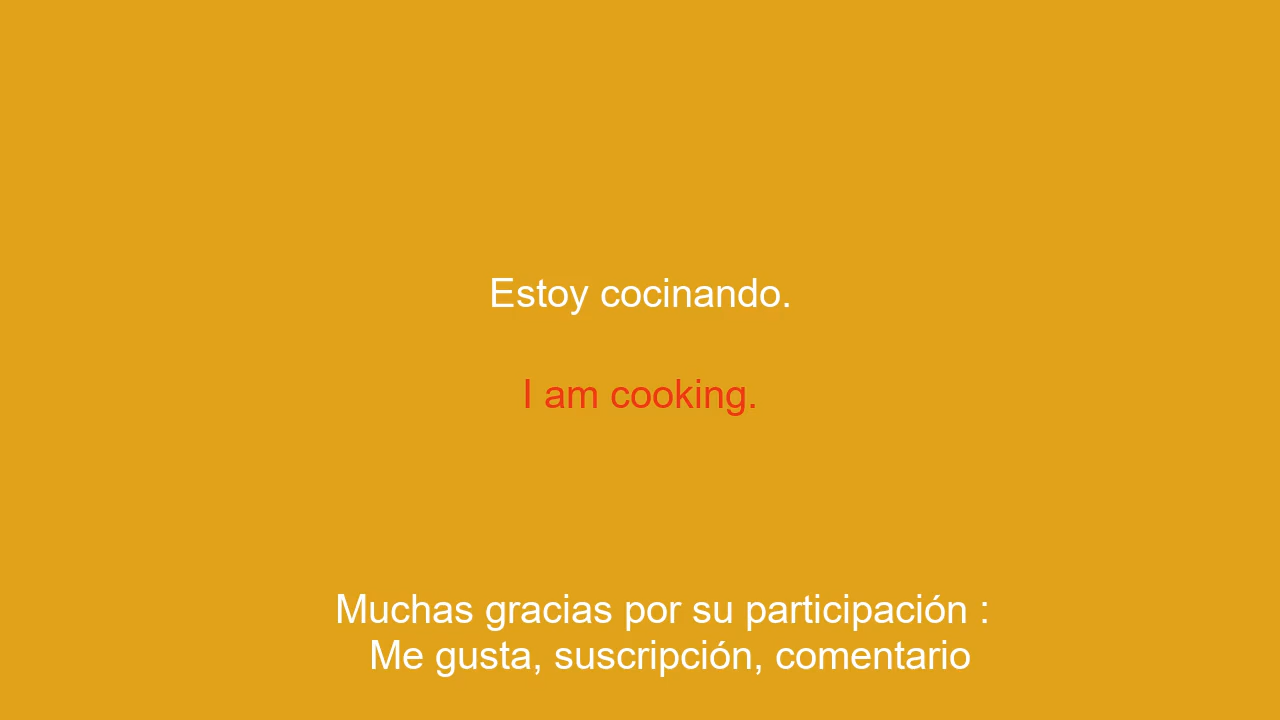 Estoy cocinando.
I am cooking.
Muchas gracias por su participación :
Me gusta, suscripción, comentario